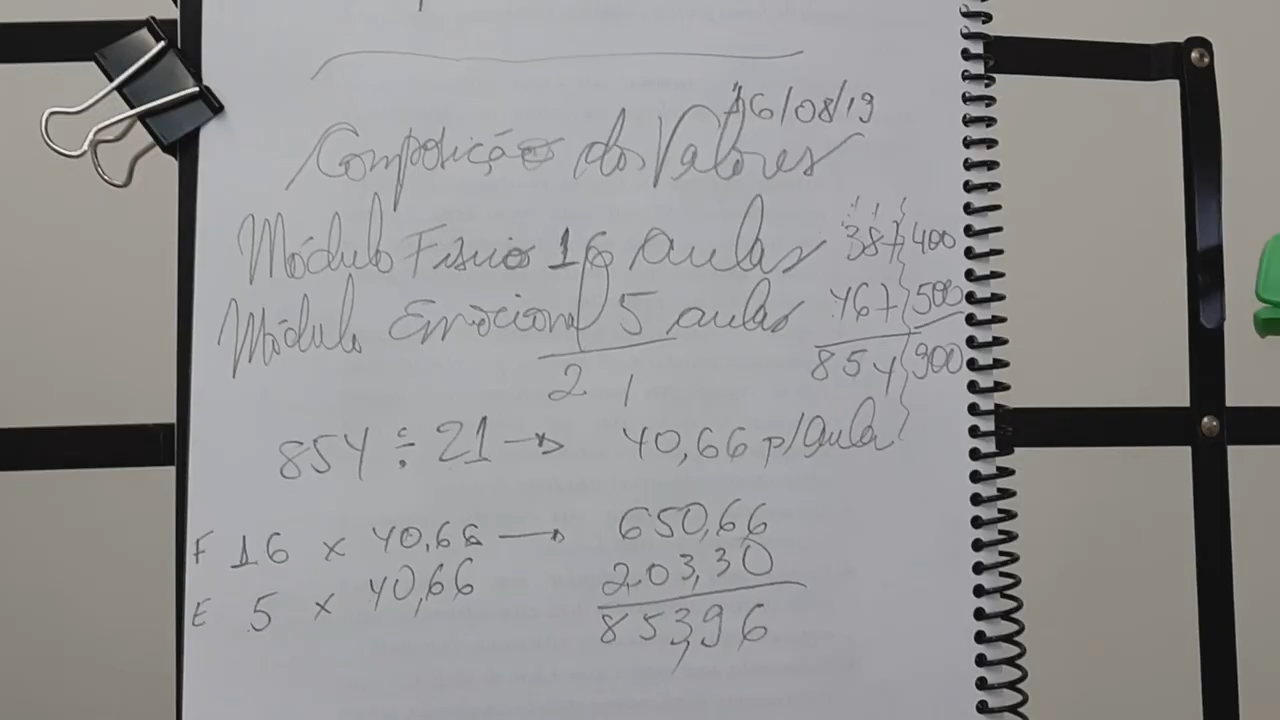 16/08/19
Composição dos Valores
Módulo Físico 16 aulas 387 400
Módulo Emocional 5 aulas 467 500
21 854 900
854 ÷ 21 → 40,66 p/aula
F 16 x 40,66 → 650,66
E 5 x 40,66 203,30
853,96